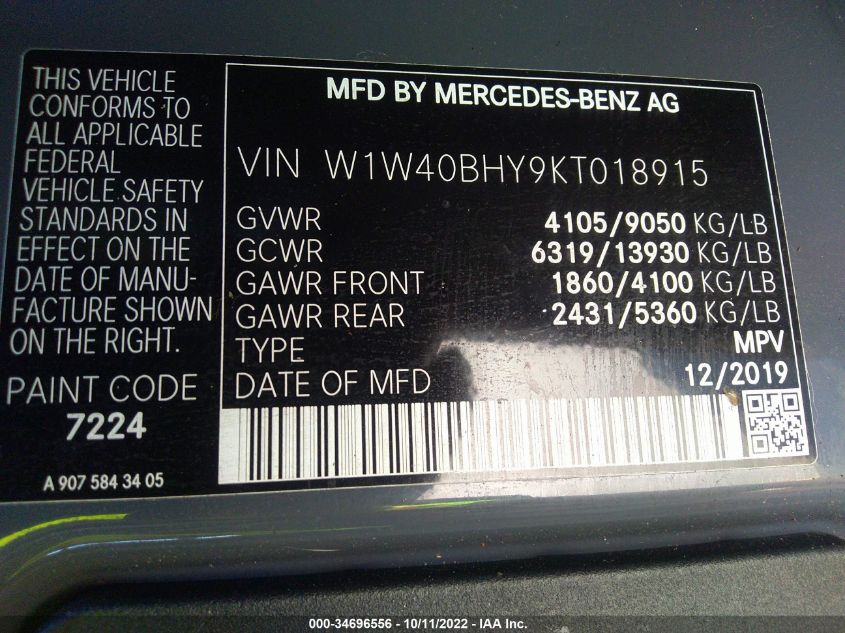 THIS VEHICLE
CONFORMS TO
ALL APPLICABLE
FEDERAL
VEHICLE SAFETY
STANDARDS IN
EFFECT ON THE
DATE OF MANU-
FACTURE SHOWN
ON THE RIGHT.
PAINT CODE
7224
A 907 584 34 05
MFD BY MERCEDES-BENZ AG
VIN W1W40BHY9KT018915
GVWR 4105/9050 KG/LB
GCWR 6319/13930 KG/LB
GAWR FRONT 1860/4100 KG/LB
GAWR REAR 2431/5360 KG/LB
TYPE MPV
DATE OF MFD 12/2019
000-34696556 - 10/11/2022 - IAA Inc.